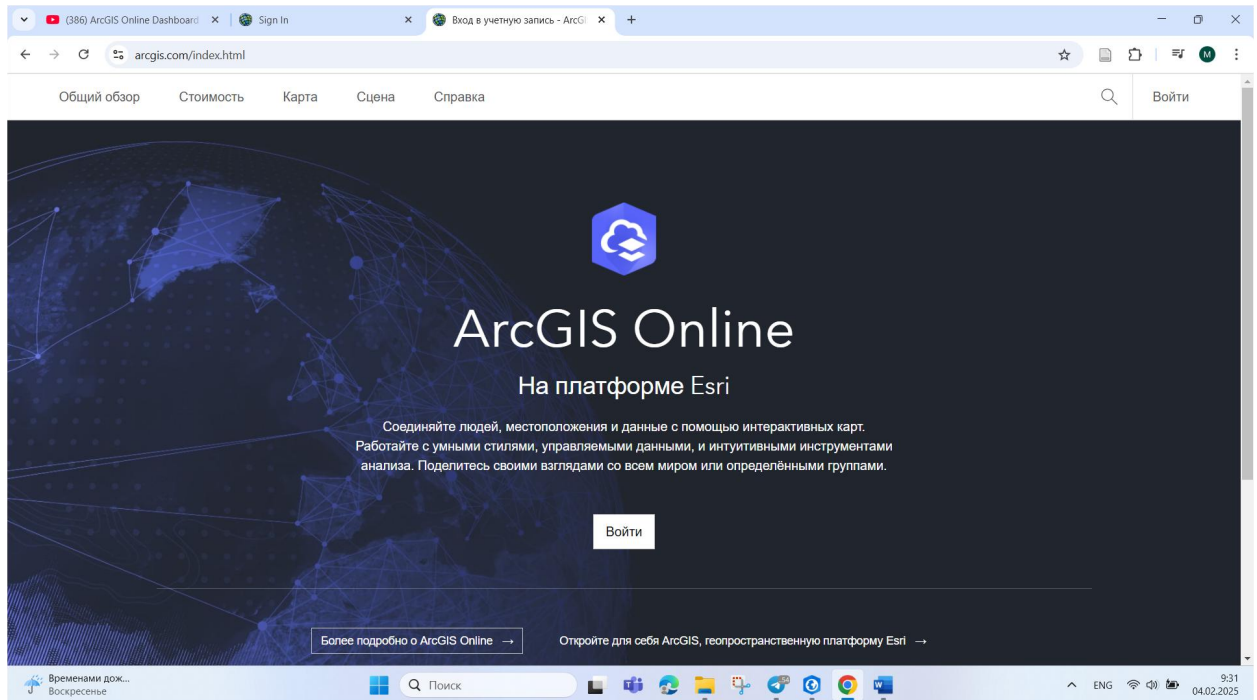 (386) ArcGIS Online Dashboard
Sign In
Вход в учетную запись - ArcGI
arcgis.com/index.html
M
Общий обзор
Стоимость
Карта
Сцена
Справка
Войти
ArcGIS Online
На платформе Esri
Соединяйте людей, местоположения и данные с помощью интерактивных карт.
Работайте с умными стилями, управляемыми данными, и интуитивными инструментами
анализа. Поделитесь своими взглядами со всем миром или определёнными группами.
Войти
Более подробно о ArcGIS Online →
Откройте для себя ArcGIS, геопространственную платформу Esri →
Временами дож...
Воскресенье
Поиск
ENG
9:31
04.02.2025